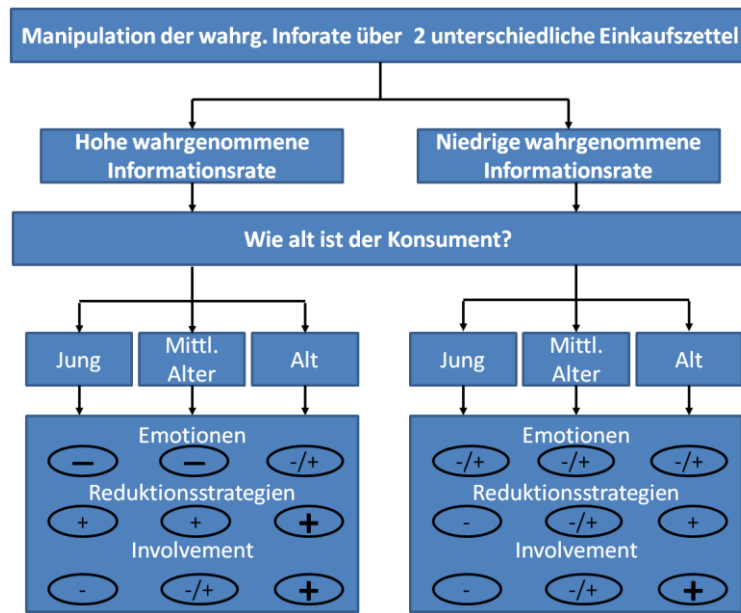 Manipulation der wahrg. Inforate über 2 unterschiedliche Einkaufszettel
Hohe wahrgenommene
Informationsrate
Niedrige wahrgenommene
Informationsrate
Wie alt ist der Konsument?
Jung
Mittl.
Alter
Alt
Jung
Mittl.
Alter
Alt
Emotionen
– – -/+
Reduktionsstrategien
+ + +
Involvement
- -/+ +
Emotionen
-/+ -/+ -/+
Reduktionsstrategien
- -/+ +
Involvement
- -/+ +